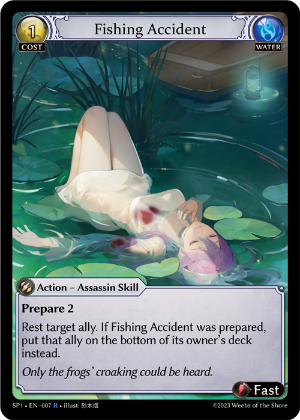 1
COST
Fishing Accident
WATER
Action – Assassin Skill
Prepare 2
Rest target ally. If Fishing Accident was prepared,
put that ally on the bottom of its owner's deck
instead.
Only the frogs' croaking could be heard.
Fast
SP1 • EN-007 R • illust: 砂木
©2023 Weebs of the Shore